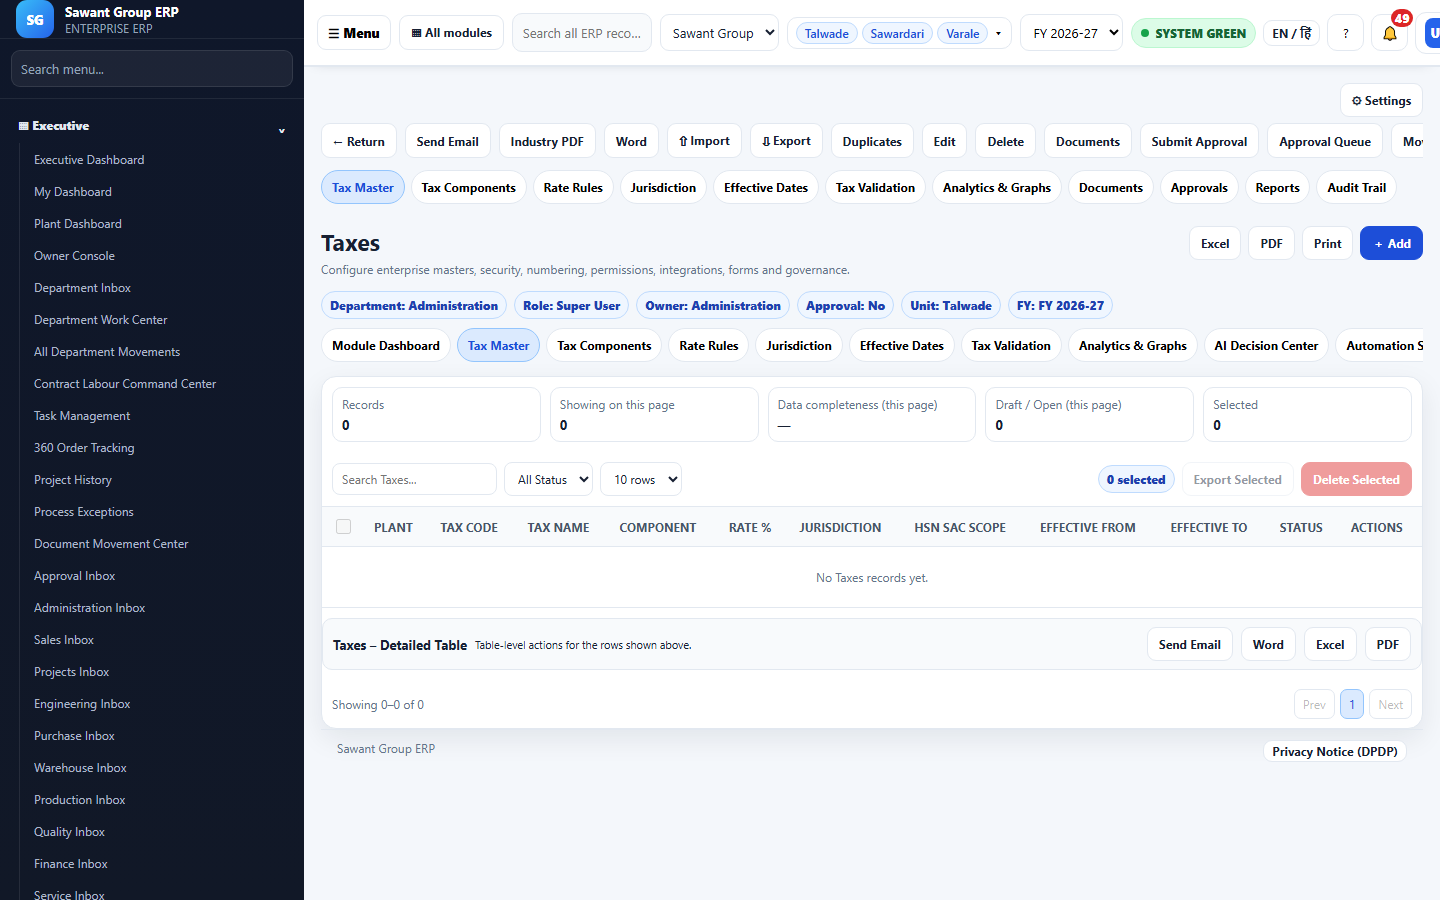 SG
Sawant Group ERP
ENTERPRISE ERP
Search menu...
Executive
Executive Dashboard
My Dashboard
Plant Dashboard
Owner Console
Department Inbox
Department Work Center
All Department Movements
Contract Labour Command Center
Task Management
360 Order Tracking
Project History
Process Exceptions
Document Movement Center
Approval Inbox
Administration Inbox
Sales Inbox
Projects Inbox
Engineering Inbox
Purchase Inbox
Warehouse Inbox
Production Inbox
Quality Inbox
Finance Inbox
Service Inbox
☰ Menu All modules Search all ERP reco... Sawant Group Talwade Sawardari Varale FY 2026-27 SYSTEM GREEN EN / हिं ? 49 U
⚙ Settings
← Return Send Email Industry PDF Word ⇧ Import ⇩ Export Duplicates Edit Delete Documents Submit Approval Approval Queue Mo
Tax Master Tax Components Rate Rules Jurisdiction Effective Dates Tax Validation Analytics & Graphs Documents Approvals Reports Audit Trail
Taxes Excel PDF Print + Add
Configure enterprise masters, security, numbering, permissions, integrations, forms and governance.
Department: Administration Role: Super User Owner: Administration Approval: No Unit: Talwade FY: FY 2026-27
Module Dashboard Tax Master Tax Components Rate Rules Jurisdiction Effective Dates Tax Validation Analytics & Graphs AI Decision Center Automation S
Records Showing on this page Data completeness (this page) Draft / Open (this page) Selected
0 0 — 0 0
Search Taxes... All Status 10 rows 0 selected Export Selected Delete Selected
PLANT TAX CODE TAX NAME COMPONENT RATE % JURISDICTION HSN SAC SCOPE EFFECTIVE FROM EFFECTIVE TO STATUS ACTIONS
No Taxes records yet.
Taxes – Detailed Table Table-level actions for the rows shown above. Send Email Word Excel PDF
Showing 0–0 of 0 Prev 1 Next
Sawant Group ERP Privacy Notice (DPDP)